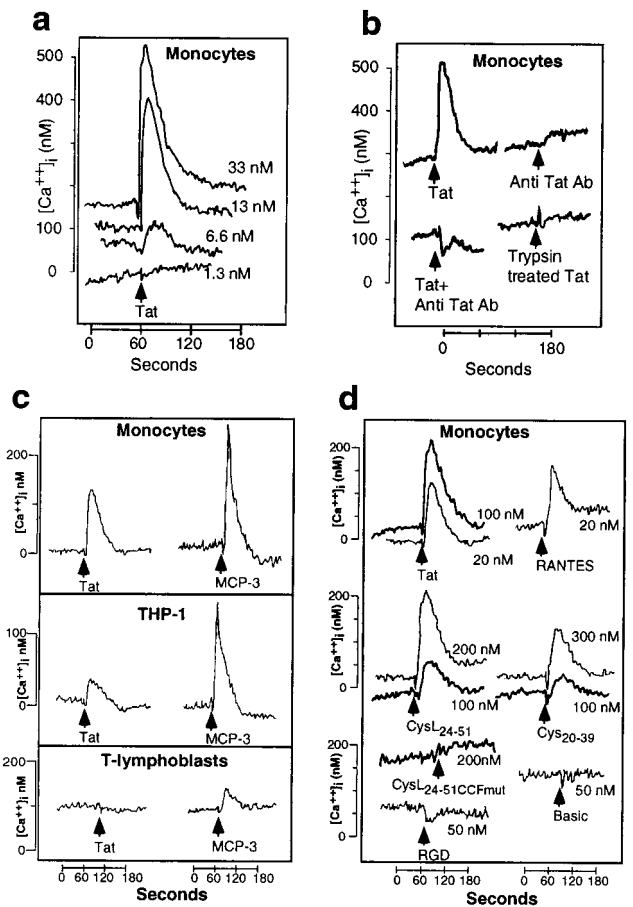 a
Monocytes
[Ca++]i (nM)
500
400
100
0
33 nM
13 nM
6.6 nM
1.3 nM
Tat
0 60 120 180
Seconds
b
Monocytes
[Ca++]i (nM)
500
400
100
0
Tat
Anti Tat Ab
Tat+
Anti Tat Ab
Trypsin
treated Tat
0 180
Seconds
c
Monocytes
[Ca++]i nM
200
0
Tat
MCP-3
THP-1
[Ca++]i nM
100
0
Tat
MCP-3
T-lymphoblasts
[Ca++]i nM
200
0
Tat
MCP-3
0 60 120 180
0 60 120 180
Seconds
d
Monocytes
[Ca++]i (nM)
200
0
100 nM
20 nM
Tat
20 nM
RANTES
[Ca++]i (nM)
200
0
200 nM
100 nM
CysL24-51
300 nM
100 nM
Cys20-39
[Ca++]i (nM)
200
0
200nM
CysL24-51CCFmut
50 nM
RGD
50 nM
Basic
0 60 120 180
0 60 120 180
Seconds